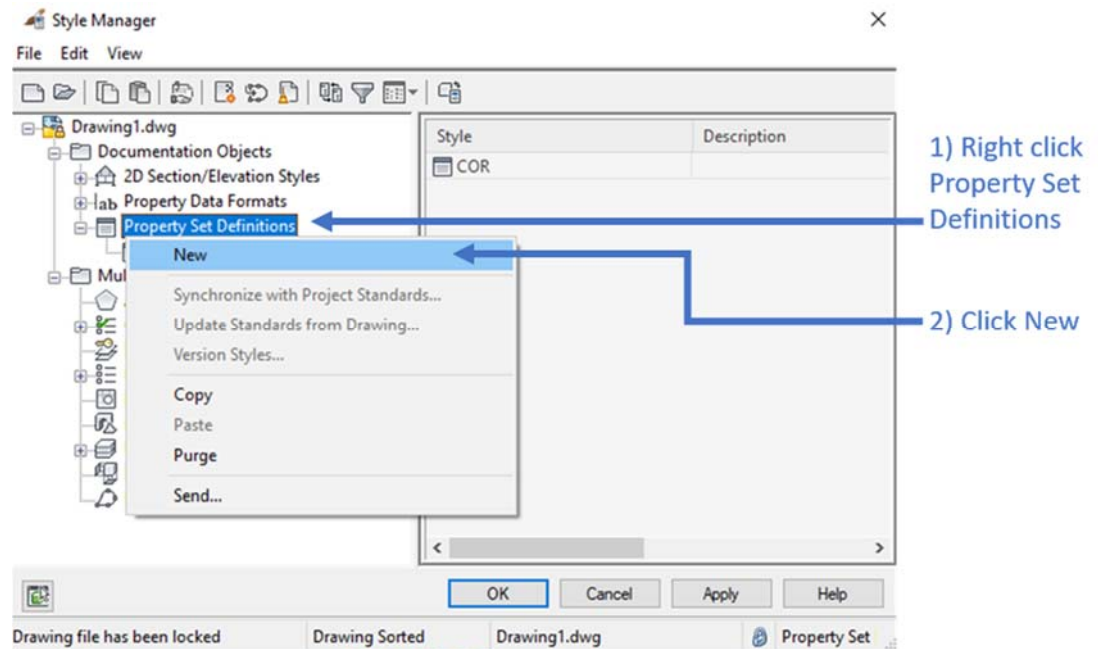 Style Manager
File Edit View
Drawing1.dwg
Documentation Objects
2D Section/Elevation Styles
ab Property Data Formats
Property Set Definitions
Mul
New
Synchronize with Project Standards...
Update Standards from Drawing...
Version Styles...
Copy
Paste
Purge
Send...
Style Description
COR
1) Right click
Property Set
Definitions
2) Click New
OK Cancel Apply Help
Drawing file has been locked Drawing Sorted Drawing1.dwg Property Set